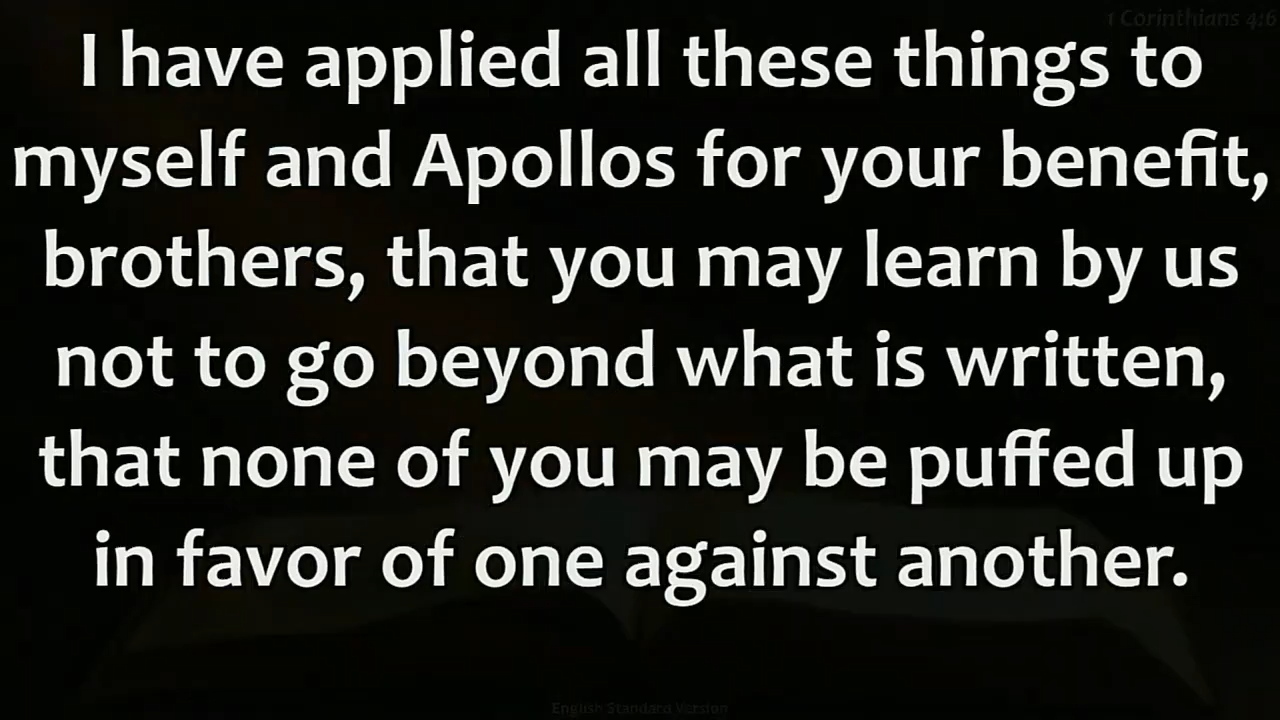 1 Corinthians 4:6
I have applied all these things to
myself and Apollos for your benefit,
brothers, that you may learn by us
not to go beyond what is written,
that none of you may be puffed up
in favor of one against another.
English Standard Version